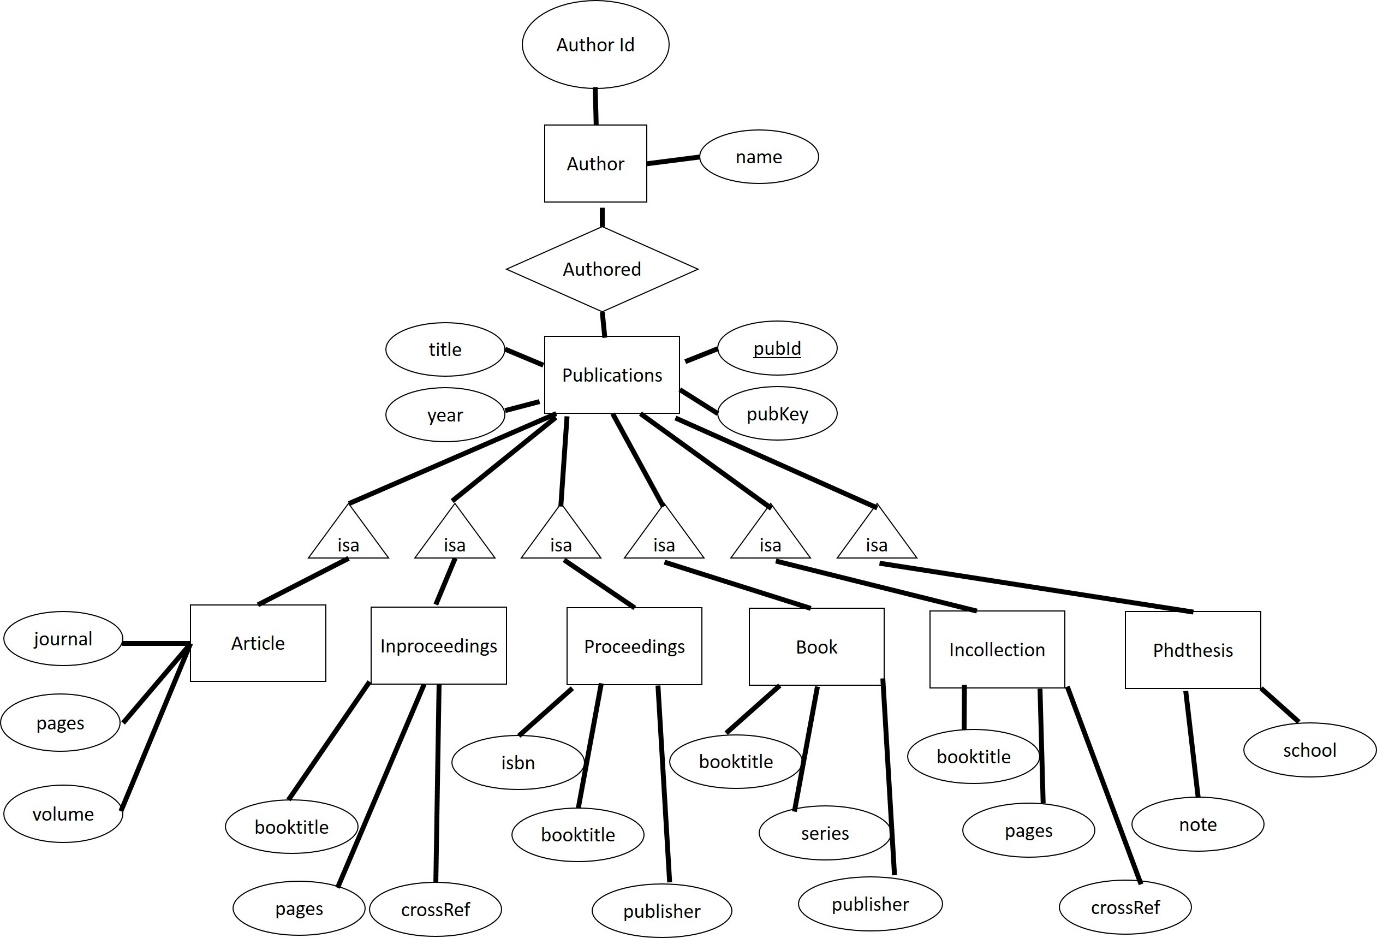 Author Id
Author
name
Authored
title
Publications
pubId
year
pubKey
isa
isa
isa
isa
isa
isa
journal
Article
Inproceedings
Proceedings
Book
Incollection
Phdthesis
pages
isbn
booktitle
booktitle
school
volume
booktitle
booktitle
series
pages
note
pages
crossRef
publisher
publisher
crossRef